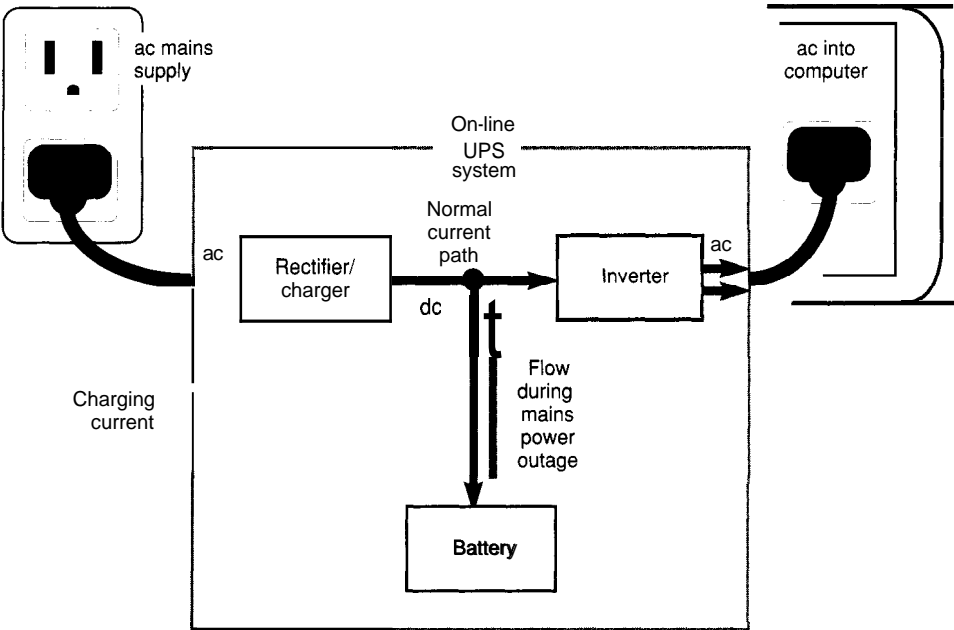 ac mains
supply
ac into
computer
On-line
UPS
system
Normal
current
path
ac
Rectifier/
charger
dc
Inverter
ac
Flow
during
mains
power
outage
Charging
current
Battery